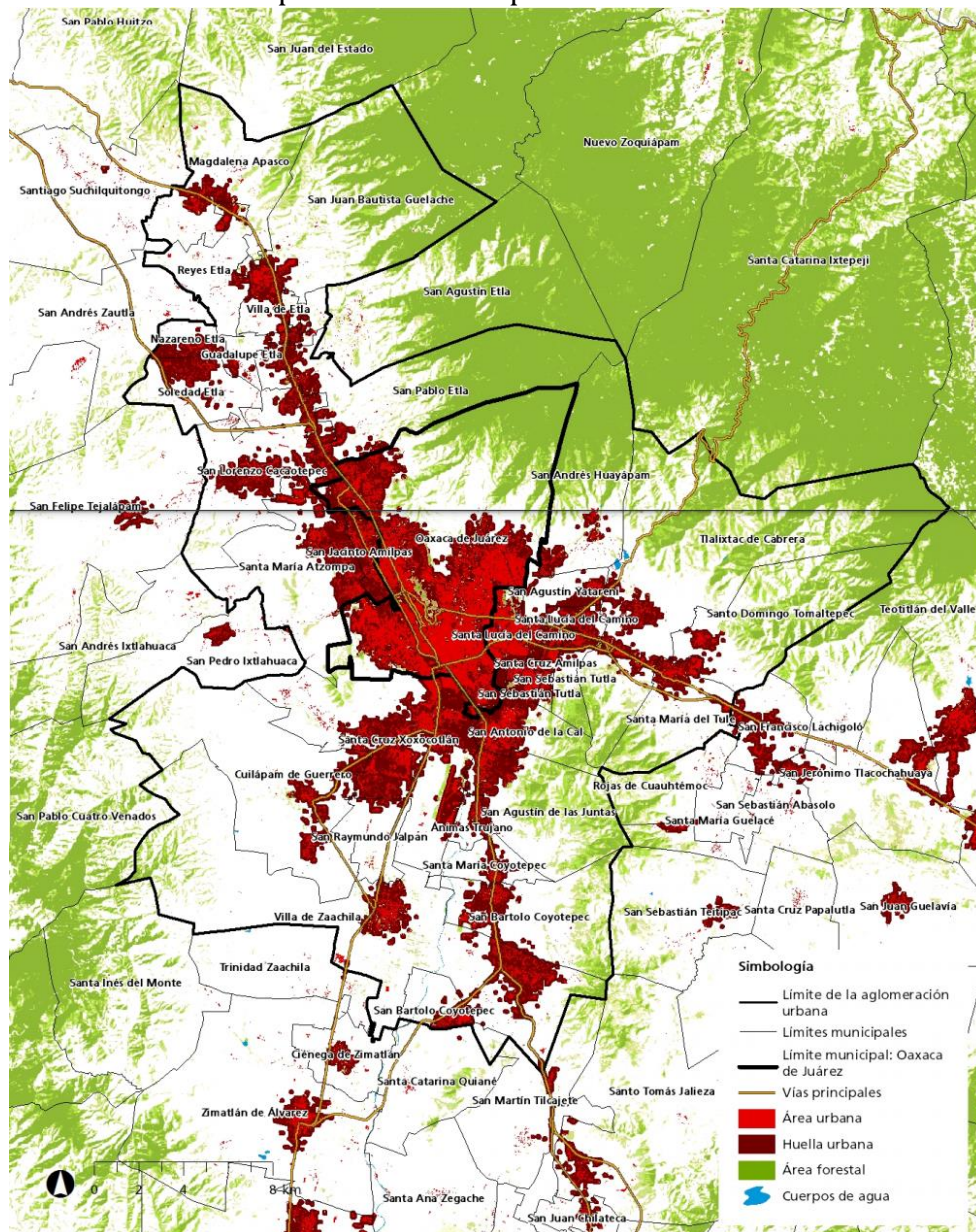 San Pablo Huitzo
San Juan del Estado
Nuevo Zoquiápam
Magdalena Apasco
Santiago Suchilquitongo
San Juan Bautista Guelache
Santa Catarina Ixtepeji
Reyes Etla
San Agustín Etla
San Andrés Zautla
Villa de Etla
Nazareno Etla
Guadalupe Etla
Soledad Etla
San Pablo Etla
San Lorenzo Cacaotepec
San Andrés Huayápam
San Felipe Tejalápam
Oaxaca de Juárez
Tlalixtac de Cabrera
San Jacinto Amilpas
Santa María Atzompa
San Agustín Yatareni
Santo Domingo Tomaltepec
Teotitlán del Valle
Santa Lucía del Camino
Santa Lucía del Camino
San Andrés Ixtlahuaca
San Pedro Ixtlahuaca
Santa Cruz Amilpas
San Sebastián Tutla
San Sebastián Tutla
Santa María del Tule
San Francisco Lachigoló
San Antonio de la Cal
Santa Cruz Xoxocotlán
San Jerónimo Tlacochahuaya
Cuilápam de Guerrero
Rojas de Cuauhtémoc
San Sebastián Abasolo
San Pablo Cuatro Venados
San Agustín de las Juntas
Santa María Guelacé
Ánimas Trujano
San Raymundo Jalpan
Santa María Coyotepec
Villa de Zaachila
San Bartolo Coyotepec
San Sebastián Teitipac
Santa Cruz Papalutla
San Juan Guelavía
Trinidad Zaachila
Santa Inés del Monte
San Bartolo Coyotepec
Ciénega de Zimatlán
Santa Catarina Quiané
San Martín Tilcajete
Santo Tomás Jalieza
Zimatlán de Álvarez
Santa Ana Zegache
San Juan Chilateca
0 2 4 8 km
Simbología
Límite de la aglomeración
urbana
Límites municipales
Límite municipal: Oaxaca
de Juárez
Vías principales
Área urbana
Huella urbana
Área forestal
Cuerpos de agua